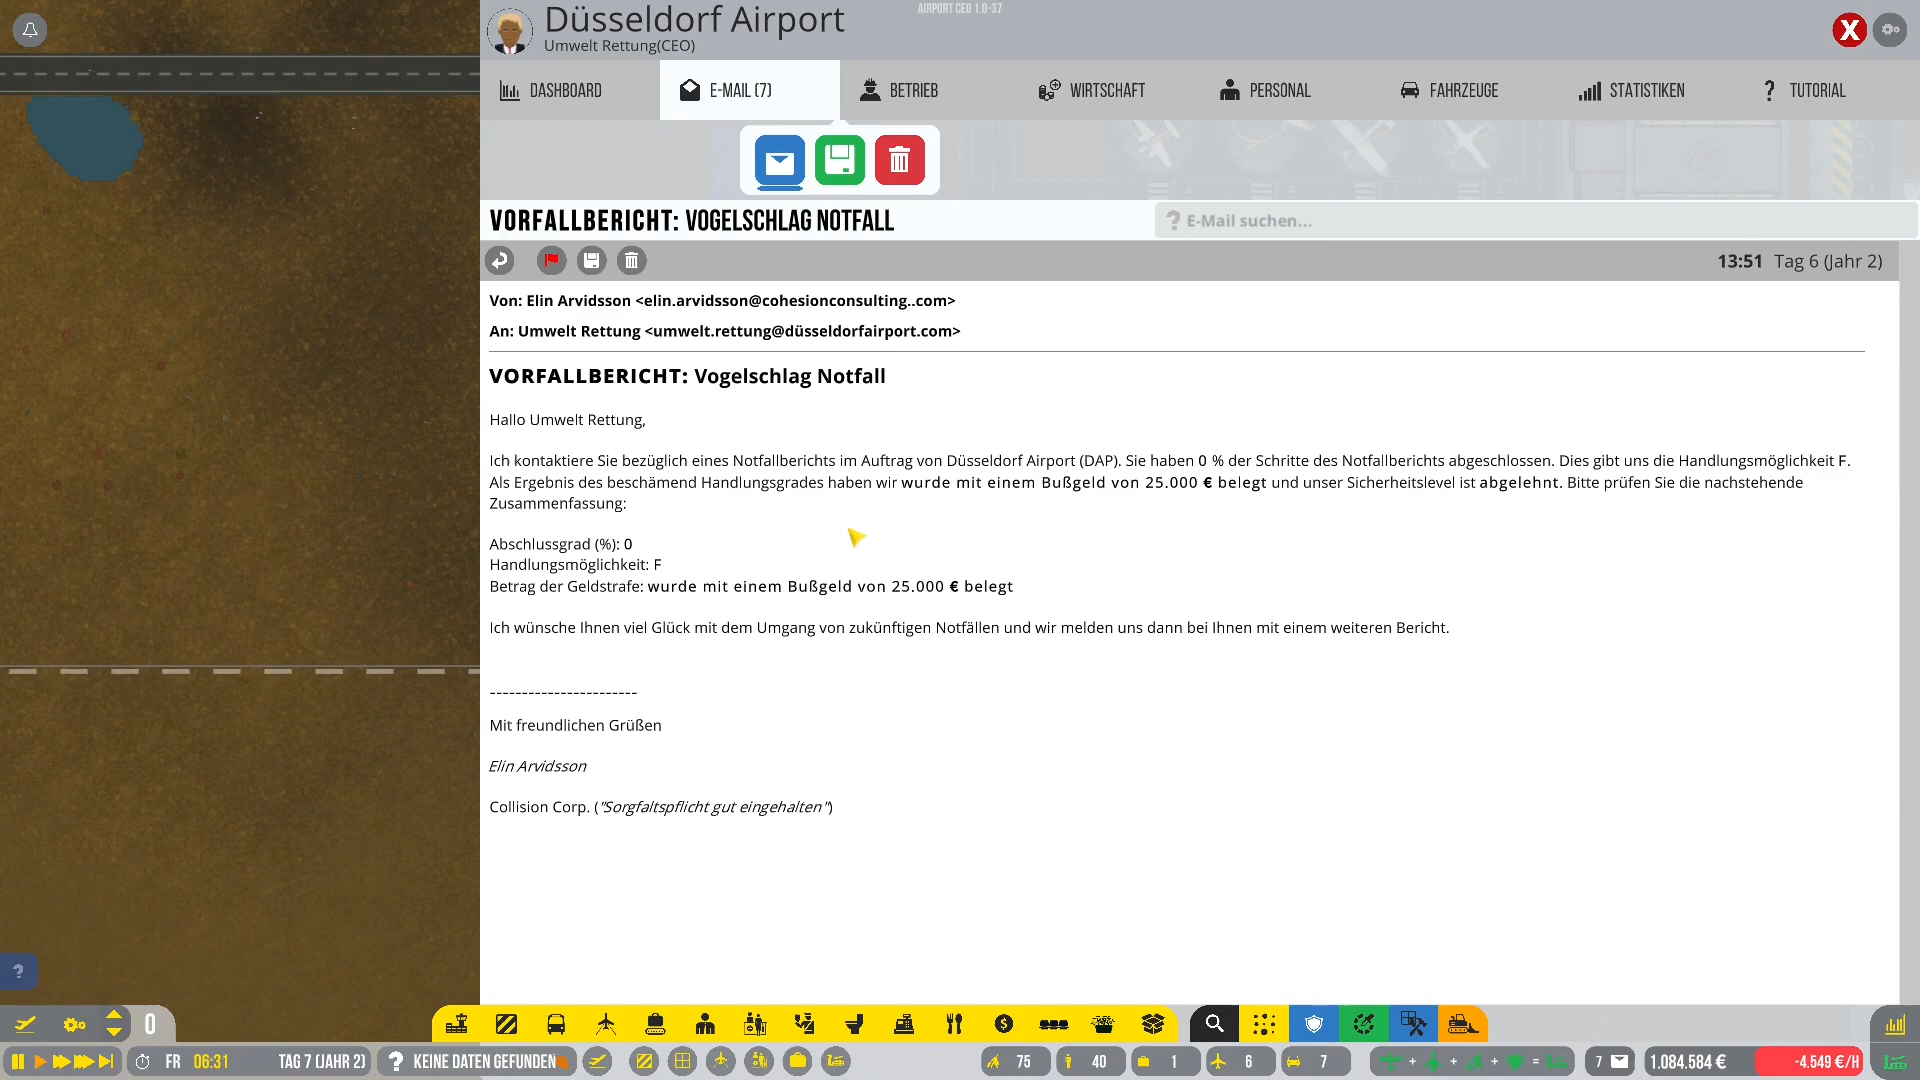 AIRPORT CEO 1.0-37
Düsseldorf Airport
Umwelt Rettung(CEO)
X
DASHBOARD
E-MAIL (7)
BETRIEB
WIRTSCHAFT
PERSONAL
FAHRZEUGE
STATISTIKEN
? TUTORIAL
VORFALLBERICHT: VOGELSCHLAG NOTFALL
? E-Mail suchen...
13:51 Tag 6 (Jahr 2)
Von: Elin Arvidsson <elin.arvidsson@cohesionconsulting..com>
An: Umwelt Rettung <umwelt.rettung@düsseldorfairport.com>
VORFALLBERICHT: Vogelschlag Notfall
Hallo Umwelt Rettung,
Ich kontaktiere Sie bezüglich eines Notfallberichts im Auftrag von Düsseldorf Airport (DAP). Sie haben 0 % der Schritte des Notfallberichts abgeschlossen. Dies gibt uns die Handlungsmöglichkeit F.
Als Ergebnis des beschämend Handlungsgrades haben wir wurde mit einem Bußgeld von 25.000 € belegt und unser Sicherheitslevel ist abgelehnt. Bitte prüfen Sie die nachstehende
Zusammenfassung:
Abschlussgrad (%): 0
Handlungsmöglichkeit: F
Betrag der Geldstrafe: wurde mit einem Bußgeld von 25.000 € belegt
Ich wünsche Ihnen viel Glück mit dem Umgang von zukünftigen Notfällen und wir melden uns dann bei Ihnen mit einem weiteren Bericht.
-----------------------
Mit freundlichen Grüßen
Elin Arvidsson
Collision Corp. ("Sorgfaltspflicht gut eingehalten")
?
0
FR 06:31 TAG 7 (JAHR 2)
? KEINE DATEN GEFUNDEN
75
40
1
6
7
+ + + =
7
1.084.584 €
-4.549 €/H